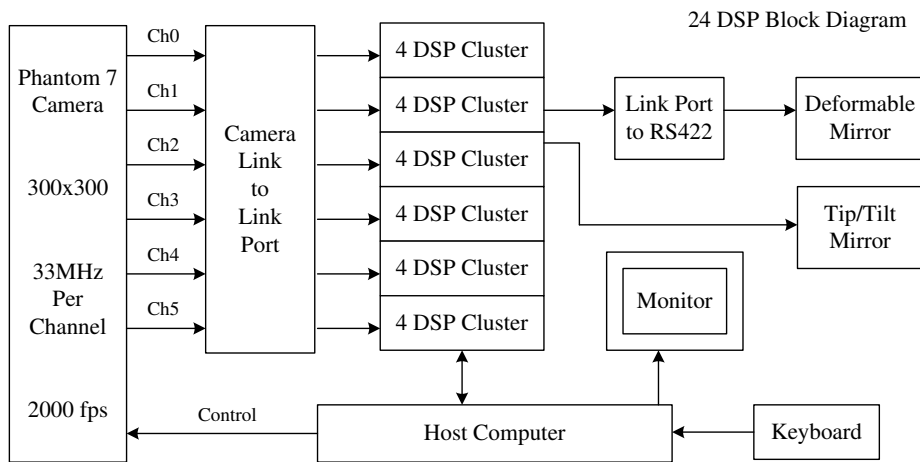 24 DSP Block Diagram
Phantom 7
Camera
300x300
33MHz
Per
Channel
2000 fps
Ch0
Ch1
Ch2
Ch3
Ch4
Ch5
Camera
Link
to
Link
Port
4 DSP Cluster
4 DSP Cluster
4 DSP Cluster
4 DSP Cluster
4 DSP Cluster
4 DSP Cluster
Link Port
to RS422
Deformable
Mirror
Tip/Tilt
Mirror
Monitor
Control
Host Computer
Keyboard